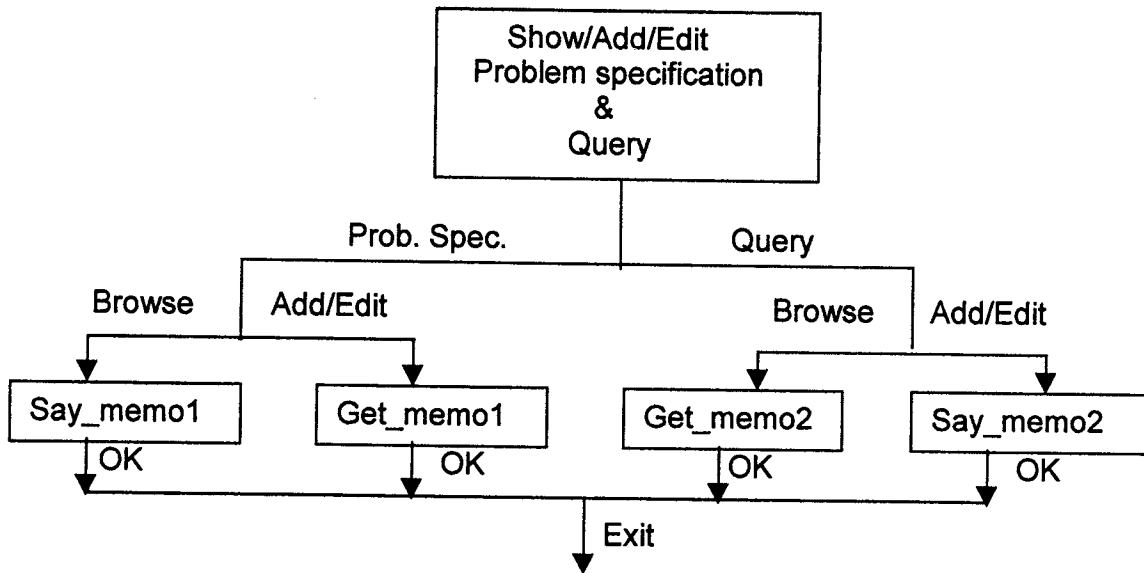 Show/Add/Edit
Problem specification
&
Query
Prob. Spec.
Query
Browse
Add/Edit
Browse
Add/Edit
Say_memo1
Get_memo1
Get_memo2
Say_memo2
OK
OK
OK
OK
Exit